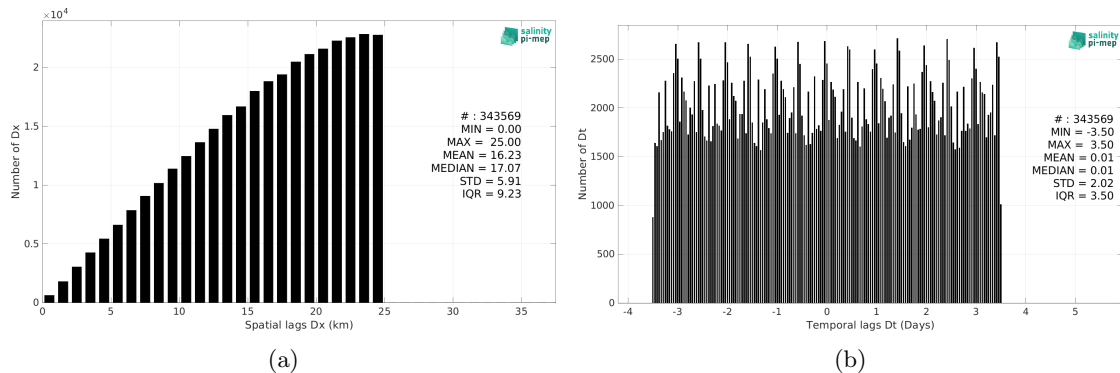 ×10⁴
2
1.5
1
0.5
0
0 5 10 15 20 25 30 35
Number of Dx
Spatial lags Dx (km)
salinity
pi-mep
# : 343569
MIN = 0.00
MAX = 25.00
MEAN = 16.23
MEDIAN = 17.07
STD = 5.91
IQR = 9.23
(a)
2500
2000
1500
1000
500
0
-4 -3 -2 -1 0 1 2 3 4 5
Number of Dt
Temporal lags Dt (Days)
salinity
pi-mep
# : 343569
MIN = -3.50
MAX = 3.50
MEAN = 0.01
MEDIAN = 0.01
STD = 2.02
IQR = 3.50
(b)